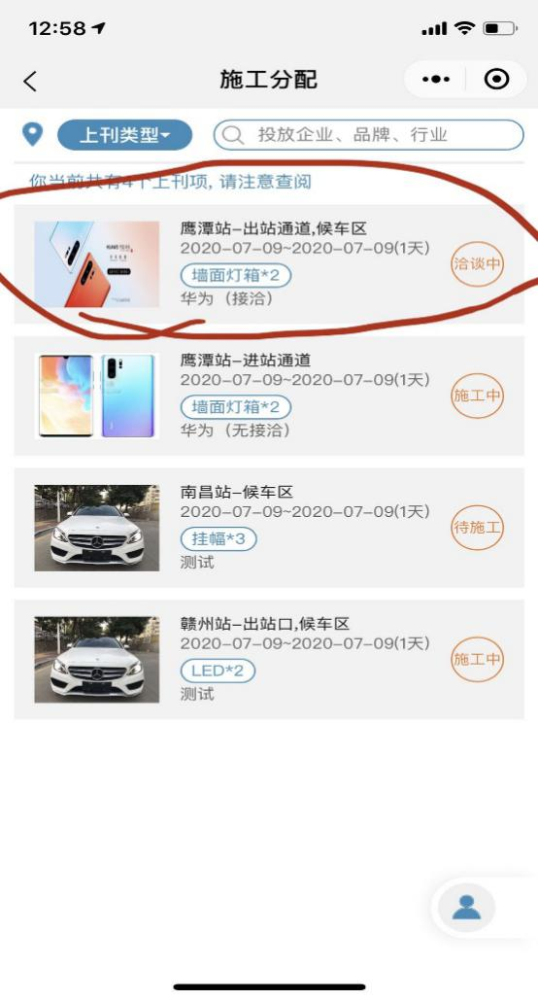 12:58
施工分配
上刊类型
投放企业、品牌、行业
你当前共有4个上刊项, 请注意查阅
鹰潭站-出站通道,候车区
2020-07-09~2020-07-09(1天)
墙面灯箱*2
华为（接洽）
洽谈中
鹰潭站-进站通道
2020-07-09~2020-07-09(1天)
墙面灯箱*2
华为（无接洽）
施工中
南昌站-候车区
2020-07-09~2020-07-09(1天)
挂幅*3
测试
待施工
赣州站-出站口,候车区
2020-07-09~2020-07-09(1天)
LED*2
测试
施工中